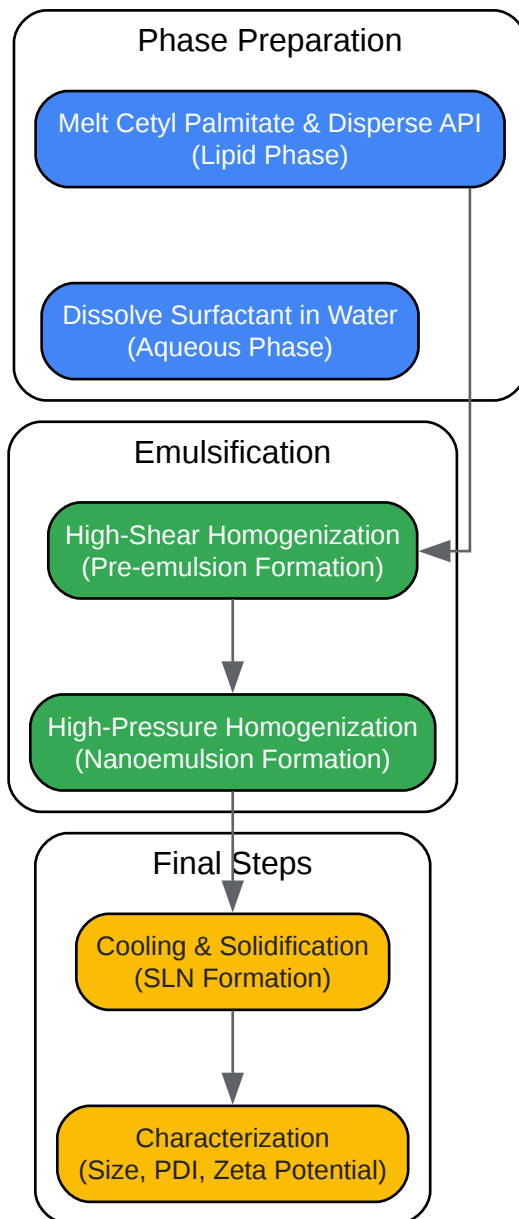 Phase Preparation
Melt Cetyl Palmitate & Disperse API
(Lipid Phase)
Dissolve Surfactant in Water
(Aqueous Phase)
Emulsification
High-Shear Homogenization
(Pre-emulsion Formation)
High-Pressure Homogenization
(Nanoemulsion Formation)
Final Steps
Cooling & Solidification
(SLN Formation)
Characterization
(Size, PDI, Zeta Potential)